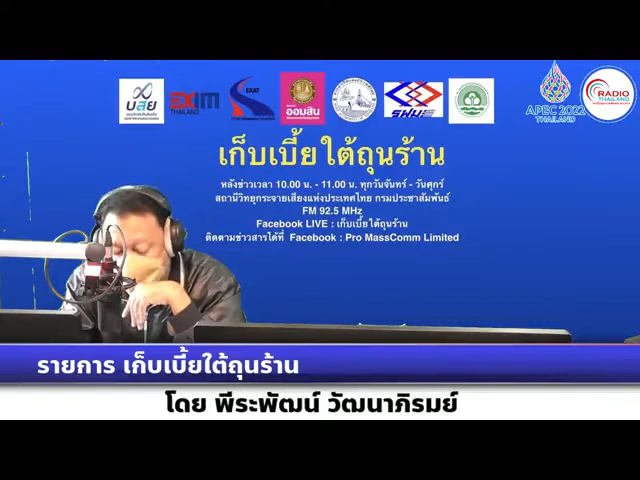 บสย
EXIM
THAILAND
EXAT
ออมสิน
รฟม
APEC 2022
THAILAND
RADIO
THAILAND
เก็บเบี้ยใต้ถุนร้าน
หลังข่าวเวลา 10.00 น. - 11.00 น. ทุกวันจันทร์ - วันศุกร์
สถานีวิทยุกระจายเสียงแห่งประเทศไทย กรมประชาสัมพันธ์
FM 92.5 MHz
Facebook LIVE : เก็บเบี้ยใต้ถุนร้าน
ติดตามข่าวสารได้ที่ Facebook : Pro MassComm Limited
รายการ เก็บเบี้ยใต้ถุนร้าน
โดย พีระพัฒน์ วัฒนาภิรมย์